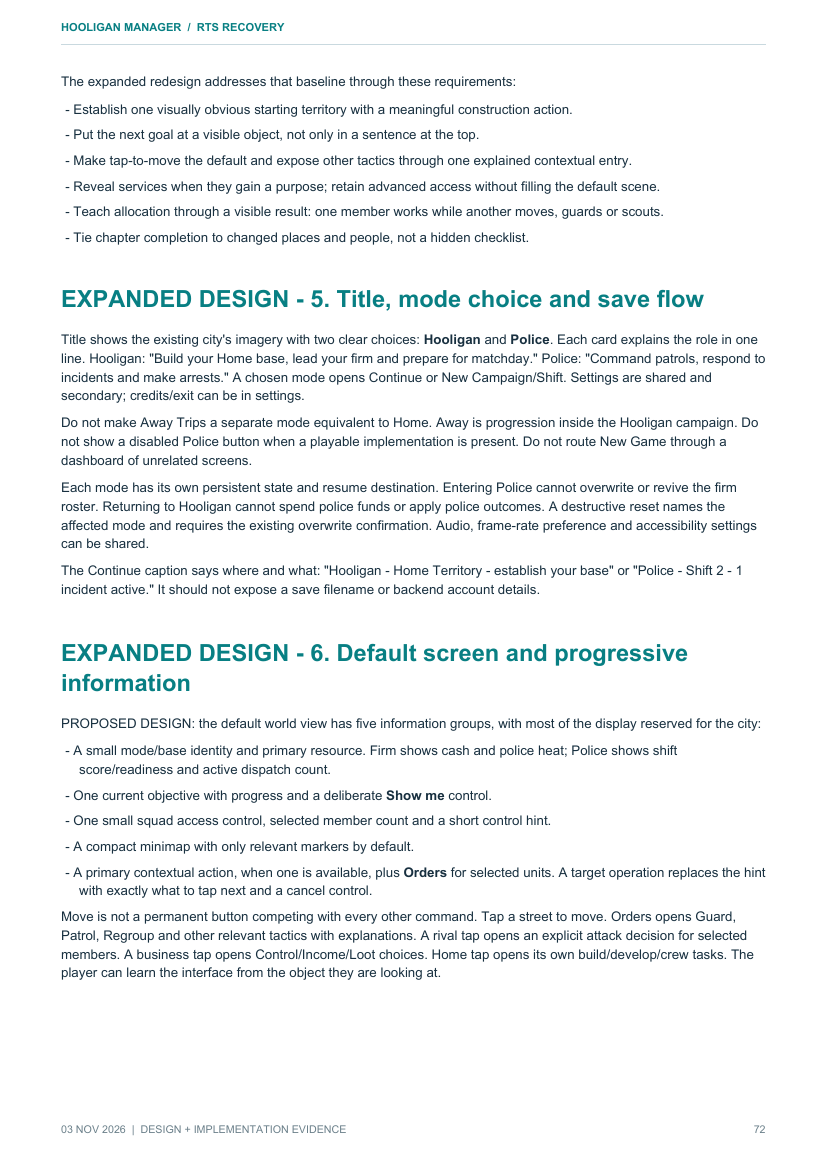 HOOLIGAN MANAGER / RTS RECOVERY
The expanded redesign addresses that baseline through these requirements:
- Establish one visually obvious starting territory with a meaningful construction action.
- Put the next goal at a visible object, not only in a sentence at the top.
- Make tap-to-move the default and expose other tactics through one explained contextual entry.
- Reveal services when they gain a purpose; retain advanced access without filling the default scene.
- Teach allocation through a visible result: one member works while another moves, guards or scouts.
- Tie chapter completion to changed places and people, not a hidden checklist.
EXPANDED DESIGN - 5. Title, mode choice and save flow
Title shows the existing city's imagery with two clear choices: Hooligan and Police. Each card explains the role in one
line. Hooligan: "Build your Home base, lead your firm and prepare for matchday." Police: "Command patrols, respond to
incidents and make arrests." A chosen mode opens Continue or New Campaign/Shift. Settings are shared and
secondary; credits/exit can be in settings.
Do not make Away Trips a separate mode equivalent to Home. Away is progression inside the Hooligan campaign. Do
not show a disabled Police button when a playable implementation is present. Do not route New Game through a
dashboard of unrelated screens.
Each mode has its own persistent state and resume destination. Entering Police cannot overwrite or revive the firm
roster. Returning to Hooligan cannot spend police funds or apply police outcomes. A destructive reset names the
affected mode and requires the existing overwrite confirmation. Audio, frame-rate preference and accessibility settings
can be shared.
The Continue caption says where and what: "Hooligan - Home Territory - establish your base" or "Police - Shift 2 - 1
incident active." It should not expose a save filename or backend account details.
EXPANDED DESIGN - 6. Default screen and progressive
information
PROPOSED DESIGN: the default world view has five information groups, with most of the display reserved for the city:
- A small mode/base identity and primary resource. Firm shows cash and police heat; Police shows shift
score/readiness and active dispatch count.
- One current objective with progress and a deliberate Show me control.
- One small squad access control, selected member count and a short control hint.
- A compact minimap with only relevant markers by default.
- A primary contextual action, when one is available, plus Orders for selected units. A target operation replaces the hint
with exactly what to tap next and a cancel control.
Move is not a permanent button competing with every other command. Tap a street to move. Orders opens Guard,
Patrol, Regroup and other relevant tactics with explanations. A rival tap opens an explicit attack decision for selected
members. A business tap opens Control/Income/Loot choices. Home tap opens its own build/develop/crew tasks. The
player can learn the interface from the object they are looking at.
03 NOV 2026 | DESIGN + IMPLEMENTATION EVIDENCE
72